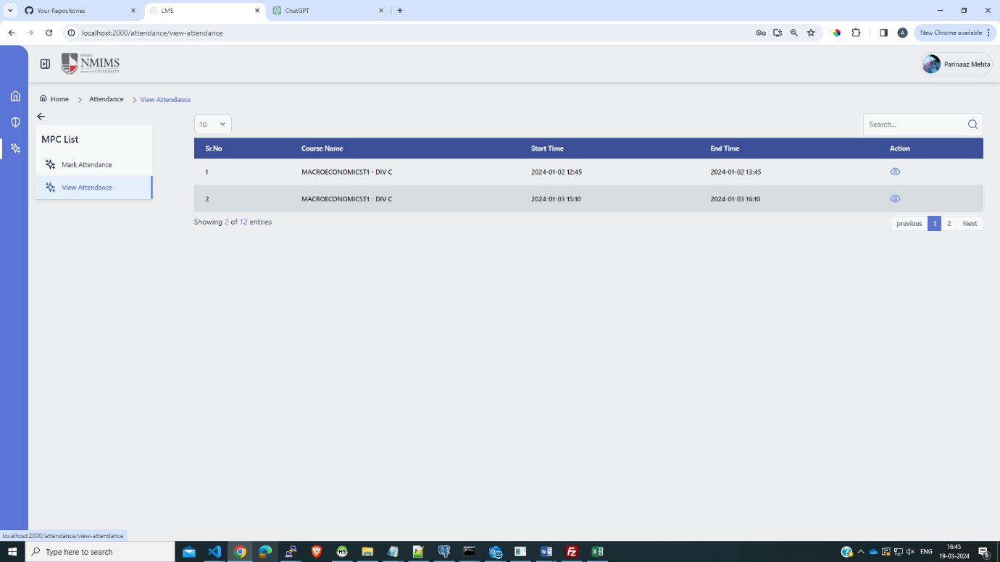 Your Repositories
LMS
ChatGPT
localhost:2000/attendance/view-attendance
A
New Chrome available
NMIMS
UNIVERSITY
Parinaaz Mehta
Home
Attendance
View Attendance
MPC List
Mark Attendance
View Attendance
10
Search...
Sr.No Course Name Start Time End Time Action
1 MACROECONOMICST1 - DIV C 2024-01-02 12:45 2024-01-02 13:45
2 MACROECONOMICST1 - DIV C 2024-01-03 15:10 2024-01-03 16:10
Showing 2 of 12 entries
previous 1 2 Next
localhost:2000/attendance/view-attendance
Type here to search
HS
ENG
16:45
19-03-2024
6